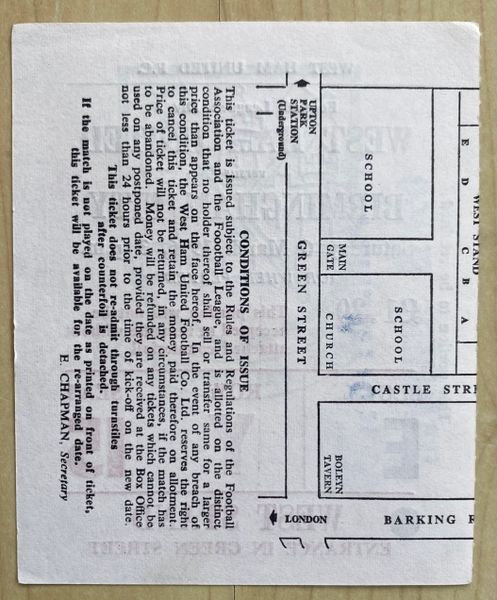 UPTON
PARK
STATION
(Underground)
SCHOOL
MAIN
GATE
GREEN STREET
CHURCH
SCHOOL
WEST STAND
E D C B A
CASTLE STRE
BOLEYN
TAVERN
LONDON
BARKING
CONDITIONS OF ISSUE
This ticket is issued subject to the Rules and Regulations of the Football
Association and the Foootball League, and is allotted on the distinct
condition that no holder thereof shall sell or transfer same for a larger
price than appears on the face hereof. In the event of any breach of
this condition, the West Ham United Football Co. Ltd. reserves the right
to cancel this ticket and retain the money paid therefore on allotment.
Price of ticket will not be returned, in any circumstances, if the match has
to be abandoned. Money will be refunded on any tickets which cannot be
used on any postponed date, provided they are received at the Box Office
not less than 24 hours prior to the time of kick-off on the new date.
This ticket does not re-admit through turnstiles
after counterfoil is detached.
If the match is not played on the date as printed on front of ticket,
this ticket will be available for the re-arranged date.
E. CHAPMAN, Secretary
WEST HAM UNITED F.C.
ENTRANCE IN GREEN STREET